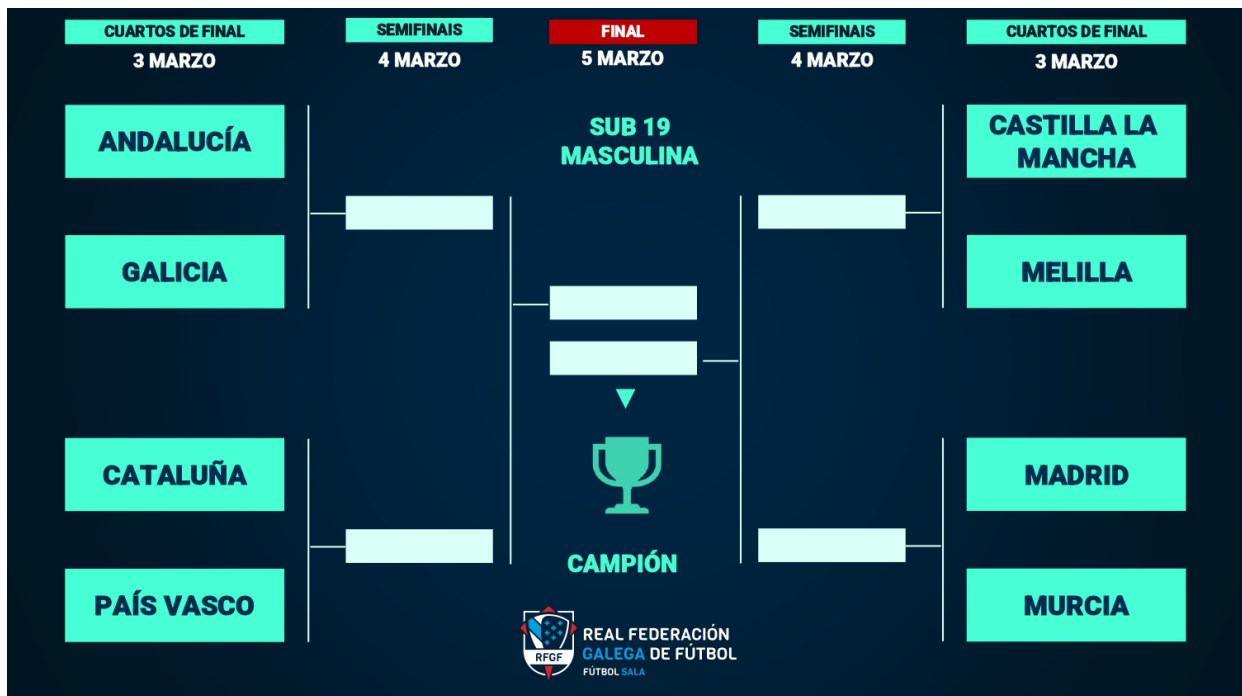 CUARTOS DE FINAL
3 MARZO
SEMIFINAIS
4 MARZO
FINAL
5 MARZO
SEMIFINAIS
4 MARZO
CUARTOS DE FINAL
3 MARZO
SUB 19
MASCULINA
ANDALUCÍA
GALICIA
CATALUÑA
PAÍS VASCO
CASTILLA LA
MANCHA
MELILLA
MADRID
MURCIA
CAMPIÓN
RFGF
REAL FEDERACIÓN
GALEGA DE FÚTBOL
FÚTBOL SALA